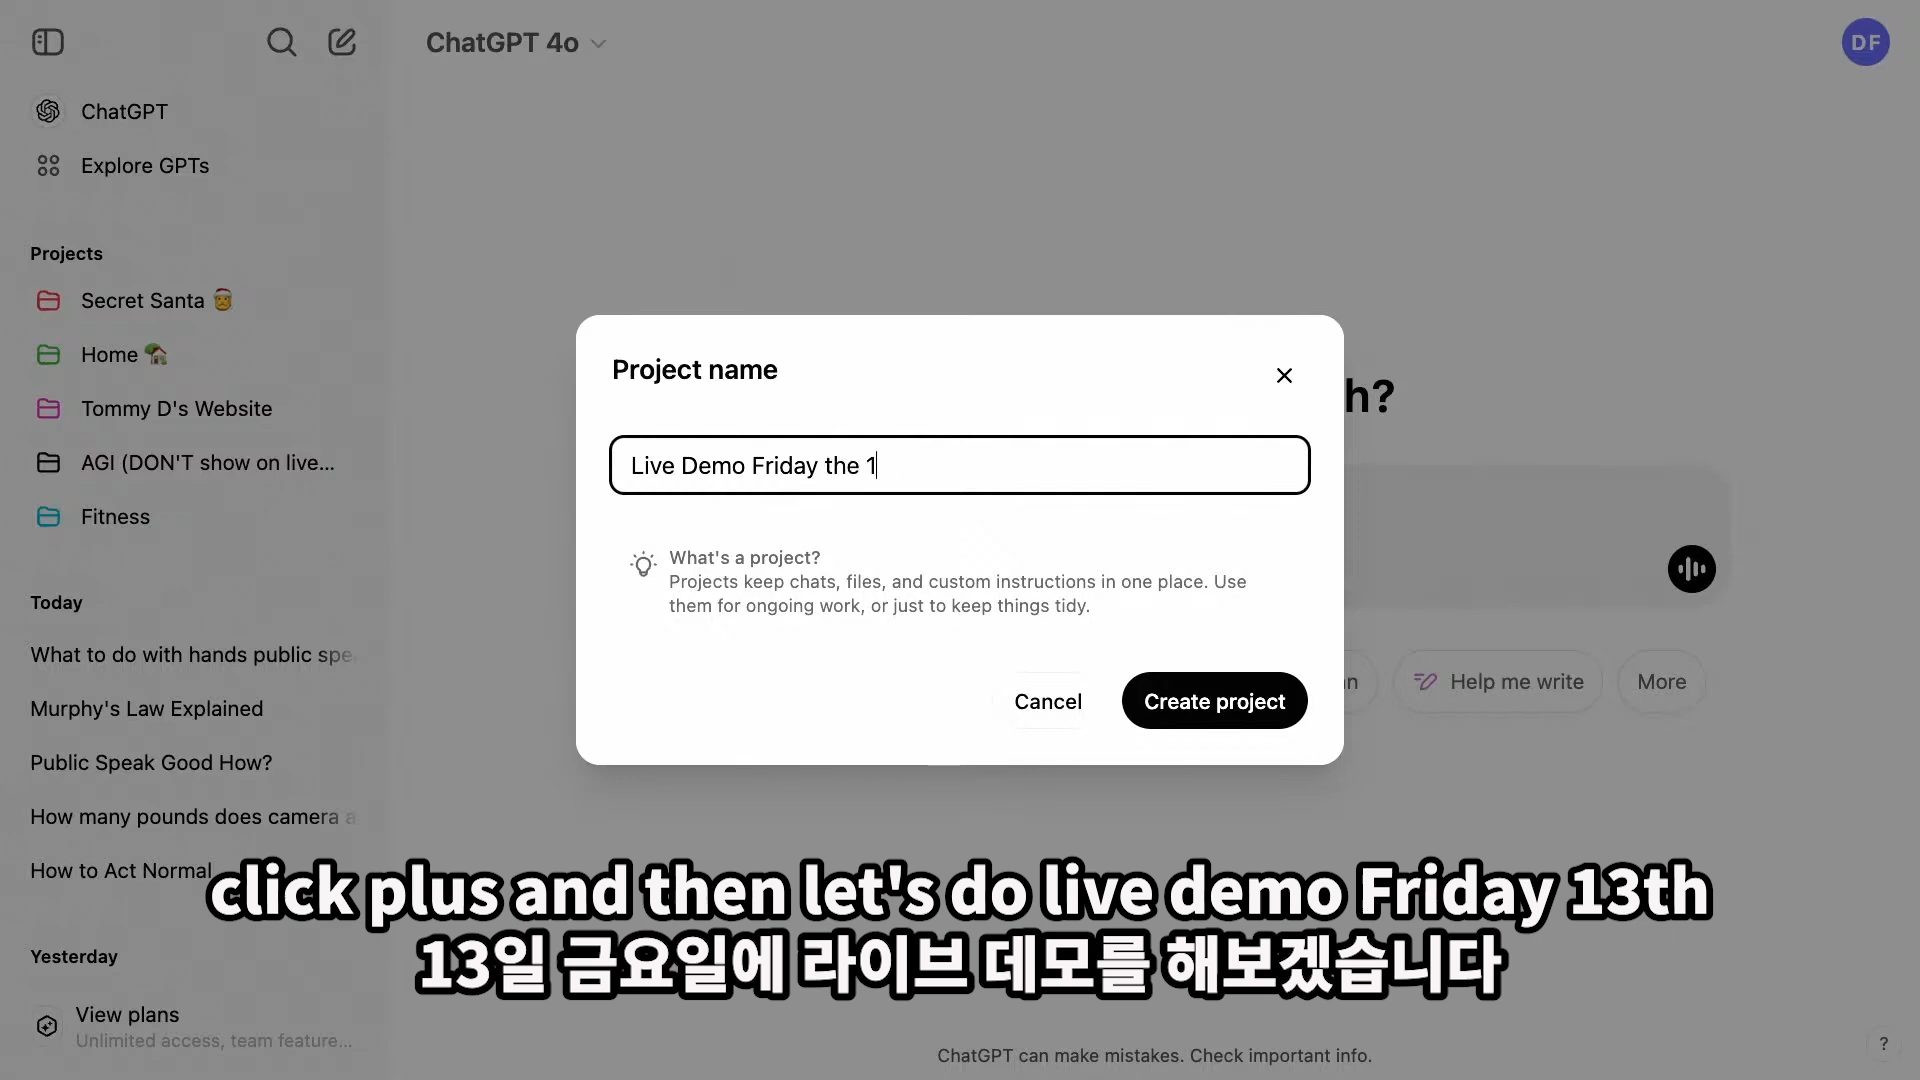 ChatGPT 4o
DF
ChatGPT
Explore GPTs
Projects
Secret Santa
Home
Tommy D's Website
AGI (DON'T show on live...
Fitness
Today
What to do with hands public spe
Murphy's Law Explained
Public Speak Good How?
How many pounds does camera a
How to Act Normal
Yesterday
View plans
Unlimited access, team feature...
Project name
h?
Live Demo Friday the 1
What's a project?
Projects keep chats, files, and custom instructions in one place. Use
them for ongoing work, or just to keep things tidy.
Cancel
Create project
n
Help me write
More
click plus and then let's do live demo Friday 13th
13일 금요일에 라이브 데모를 해보겠습니다
ChatGPT can make mistakes. Check important info.
?